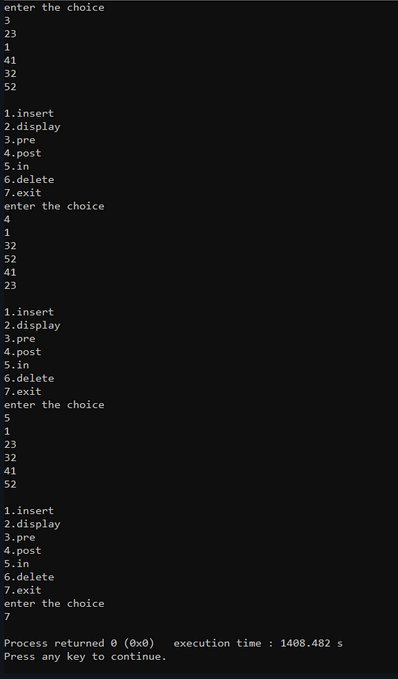 enter the choice
3
23
1
41
32
52

1.insert
2.display
3.pre
4.post
5.in
6.delete
7.exit
enter the choice
4
1
32
52
41
23

1.insert
2.display
3.pre
4.post
5.in
6.delete
7.exit
enter the choice
5
1
23
32
41
52

1.insert
2.display
3.pre
4.post
5.in
6.delete
7.exit
enter the choice
7

Process returned 0 (0x0)   execution time : 1408.482 s
Press any key to continue.